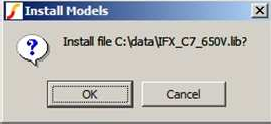 Install Models
Install file C:\data\IFX_C7_650V.lib?
OK
Cancel